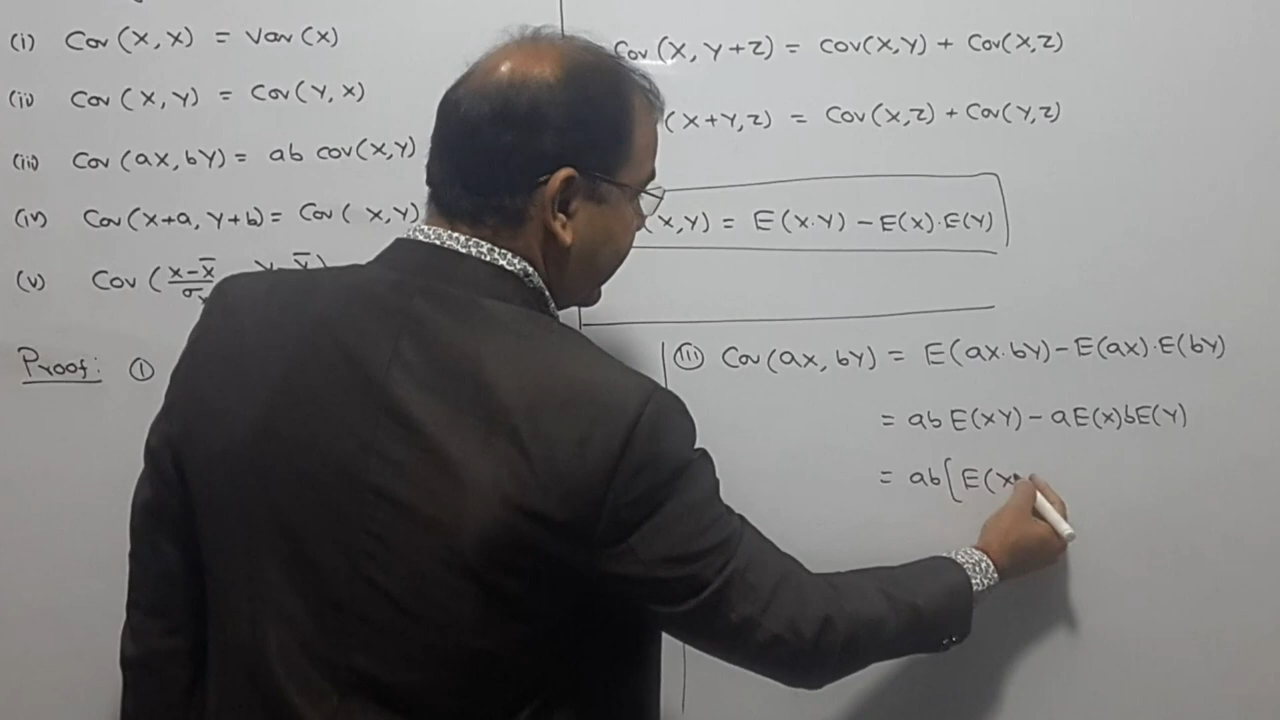 (i) Cov (X, X) = Var (X)
(ii) Cov (X, Y) = Cov (Y, X)
(iii) Cov (aX, bY) = ab cov(X,Y)
(iv) Cov (X+a, Y+b) = Cov ( X,Y)
(v) Cov (X-X̄ / σx
Proof: ①
Cov (X, Y+Z) = COV(X,Y) + Cov(X,Z)
(X+Y,Z) = Cov(X,Z) + Cov(Y,Z)
(X,Y) = E(X·Y) - E(X)·E(Y)
(iii) Cov (aX, bY) = E(aX·bY) - E(aX)·E(bY)
= ab E(XY) - aE(X)bE(Y)
= ab[E(X